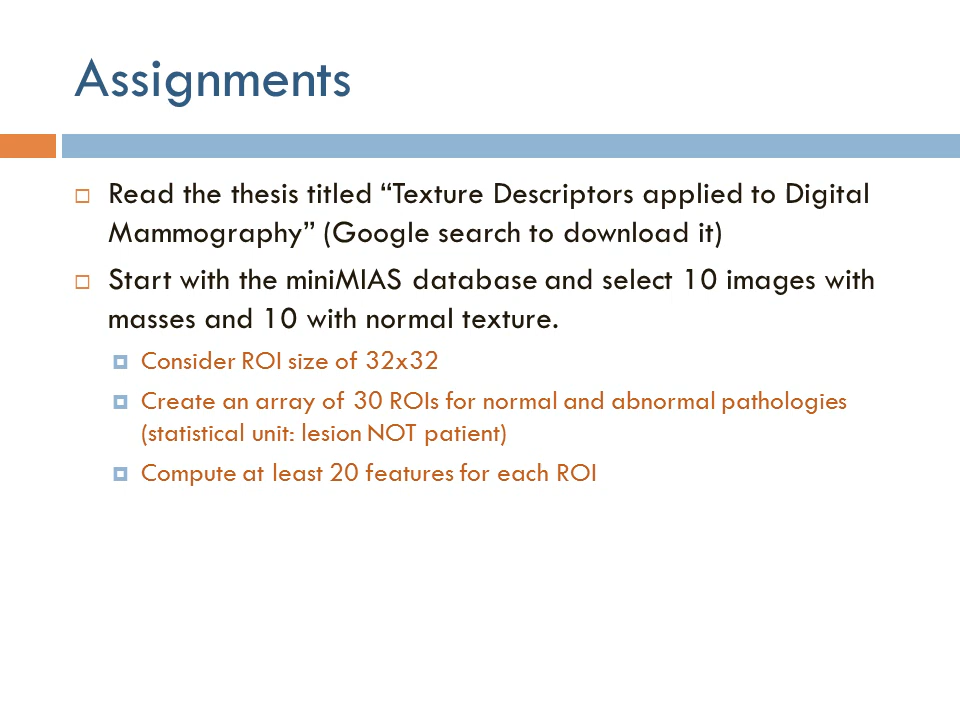 Assignments
Read the thesis titled “Texture Descriptors applied to Digital
Mammography” (Google search to download it)
Start with the miniMIAS database and select 10 images with
masses and 10 with normal texture.
Consider ROI size of 32x32
Create an array of 30 ROIs for normal and abnormal pathologies
(statistical unit: lesion NOT patient)
Compute at least 20 features for each ROI